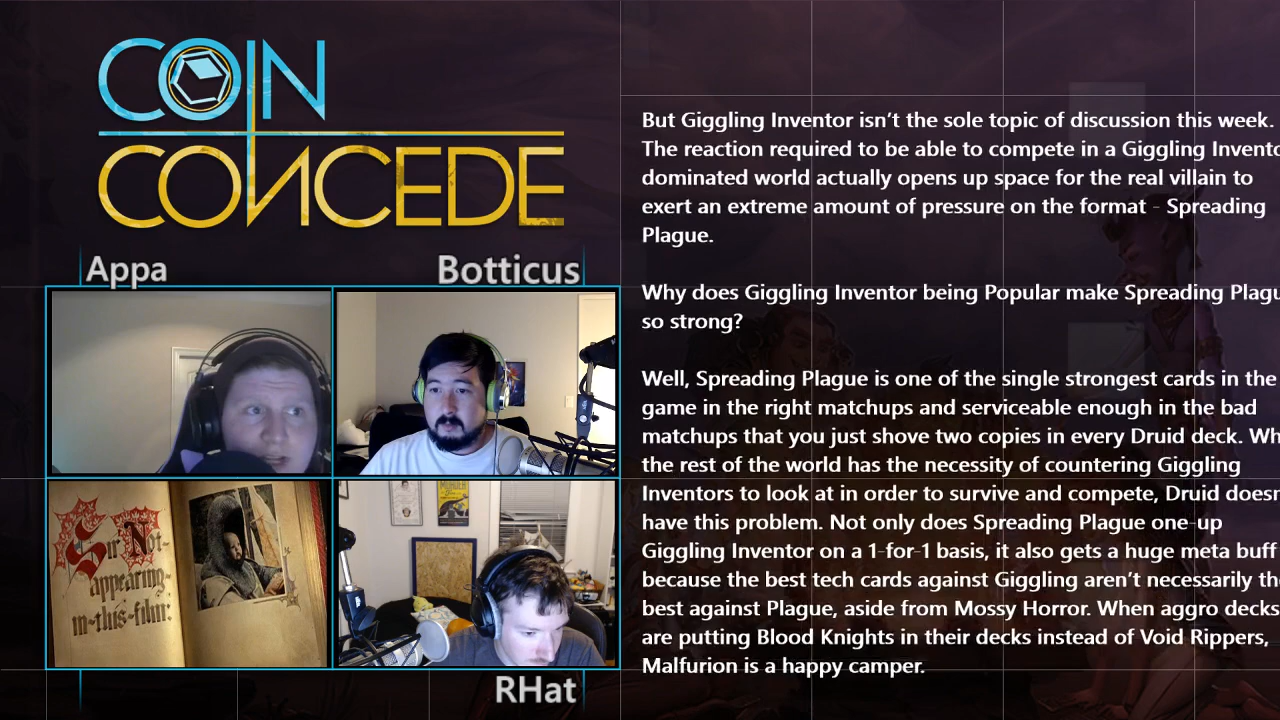 COIN
CONCEDE
Appa
Botticus
Sir Not-
appearing-
in-this-film:
RHat
But Giggling Inventor isn't the sole topic of discussion this week.
The reaction required to be able to compete in a Giggling Invento
dominated world actually opens up space for the real villain to
exert an extreme amount of pressure on the format - Spreading
Plague.
Why does Giggling Inventor being Popular make Spreading Plagu
so strong?
Well, Spreading Plague is one of the single strongest cards in the
game in the right matchups and serviceable enough in the bad
matchups that you just shove two copies in every Druid deck. Wh
the rest of the world has the necessity of countering Giggling
Inventors to look at in order to survive and compete, Druid doesn
have this problem. Not only does Spreading Plague one-up
Giggling Inventor on a 1-for-1 basis, it also gets a huge meta buff
because the best tech cards against Giggling aren't necessarily th
best against Plague, aside from Mossy Horror. When aggro decks
are putting Blood Knights in their decks instead of Void Rippers,
Malfurion is a happy camper.